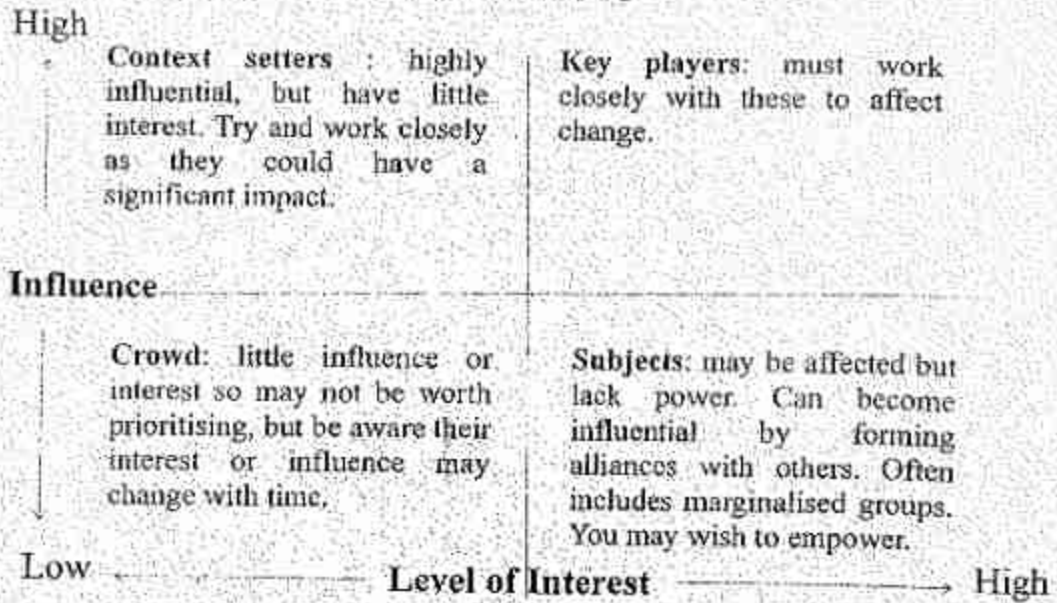 High
Context setters : highly
influential, but have little
interest. Try and work closely
as they could have a
significant impact.
Key players: must work
closely with these to affect
change.
Influence
Crowd: little influence or
interest so may not be worth
prioritising, but be aware their
interest or influence may
change with time.
Subjects: may be affected but
lack power. Can become
influential by forming
alliances with others. Often
includes marginalised groups.
You may wish to empower.
Low
Level of Interest
High